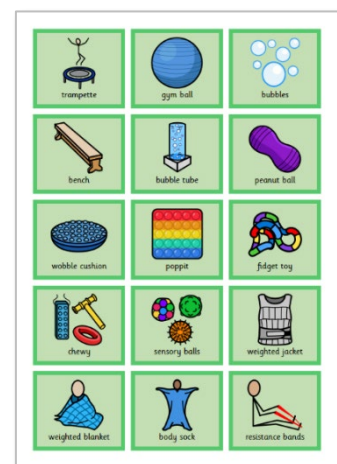 trampette
gym ball
bubbles
bench
bubble tube
peanut ball
wobble cushion
poppit
fidget toy
chewy
sensory balls
weighted jacket
weighted blanket
body sock
resistance bands